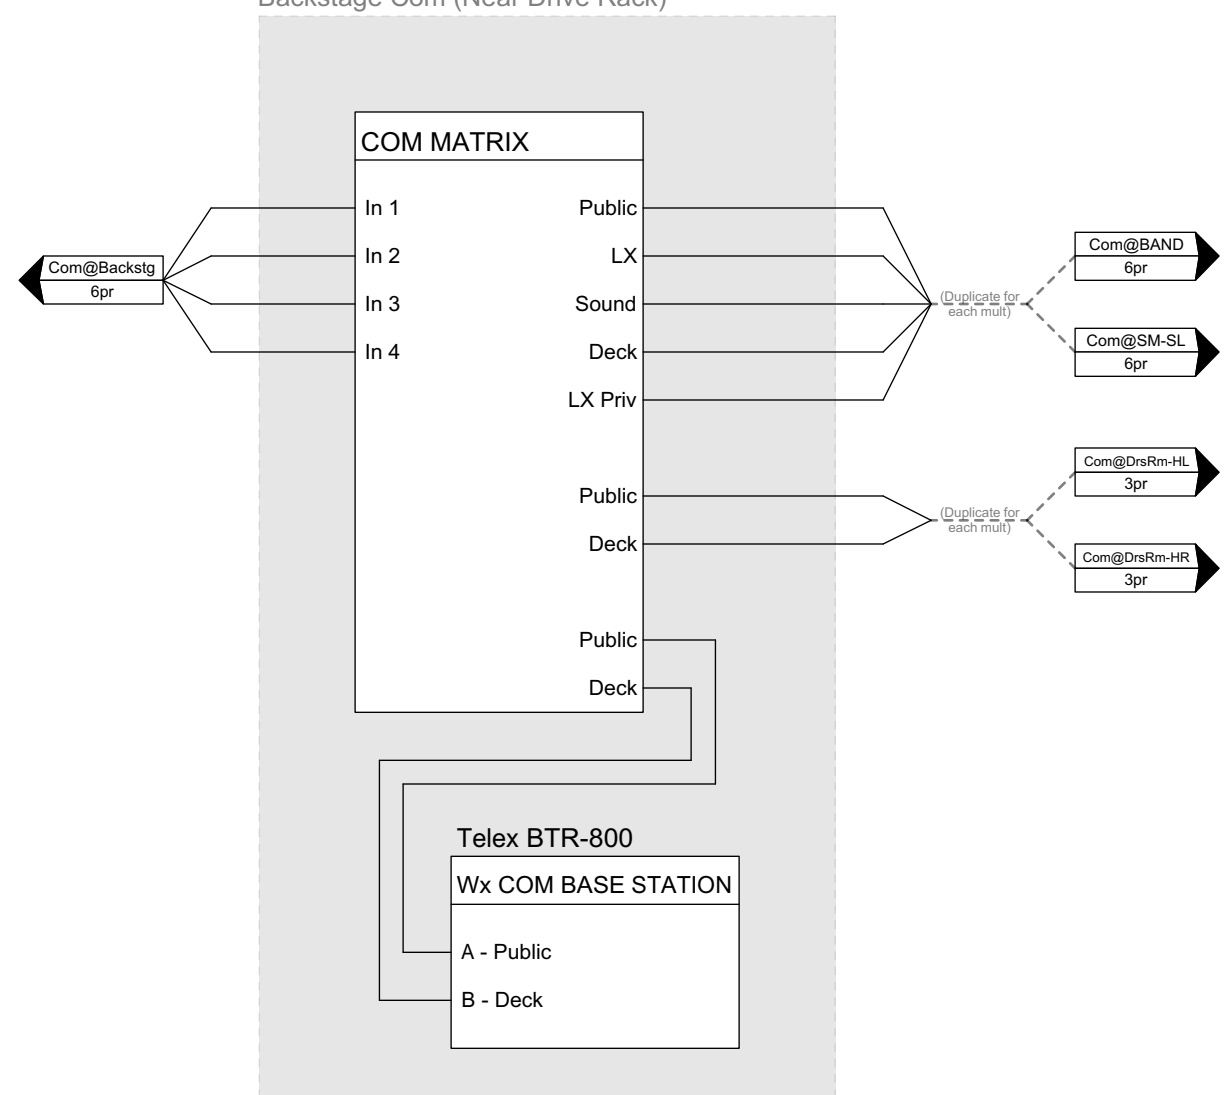 Backstage Com (Near Drive Rack)
COM MATRIX
In 1
In 2
In 3
In 4
Public
LX
Sound
Deck
LX Priv
Public
Deck
Public
Deck
Com@Backstg
6pr
(Duplicate for
each mult)
Com@BAND
6pr
Com@SM-SL
6pr
(Duplicate for
each mult)
Com@DrsRm-HL
3pr
Com@DrsRm-HR
3pr
Telex BTR-800
Wx COM BASE STATION
A - Public
B - Deck